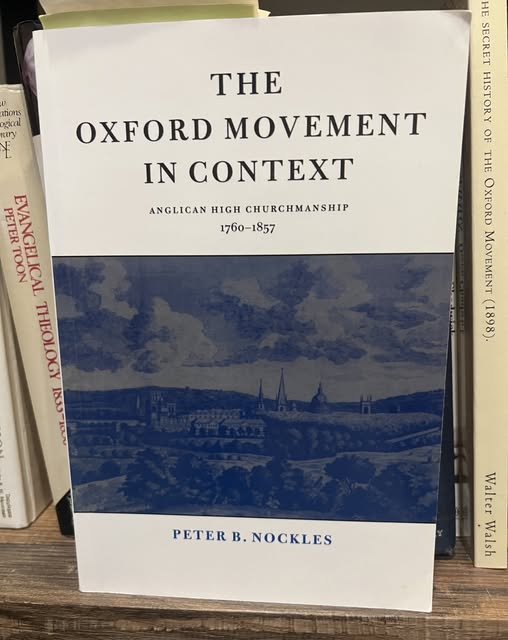 THE
OXFORD MOVEMENT
IN CONTEXT
ANGLICAN HIGH CHURCHMANSHIP
1760–1857
PETER B. NOCKLES
EVANGELICAL THEOLOGY
PETER TOON
THE SECRET HISTORY OF THE OXFORD MOVEMENT (1898).
Walter Walsh